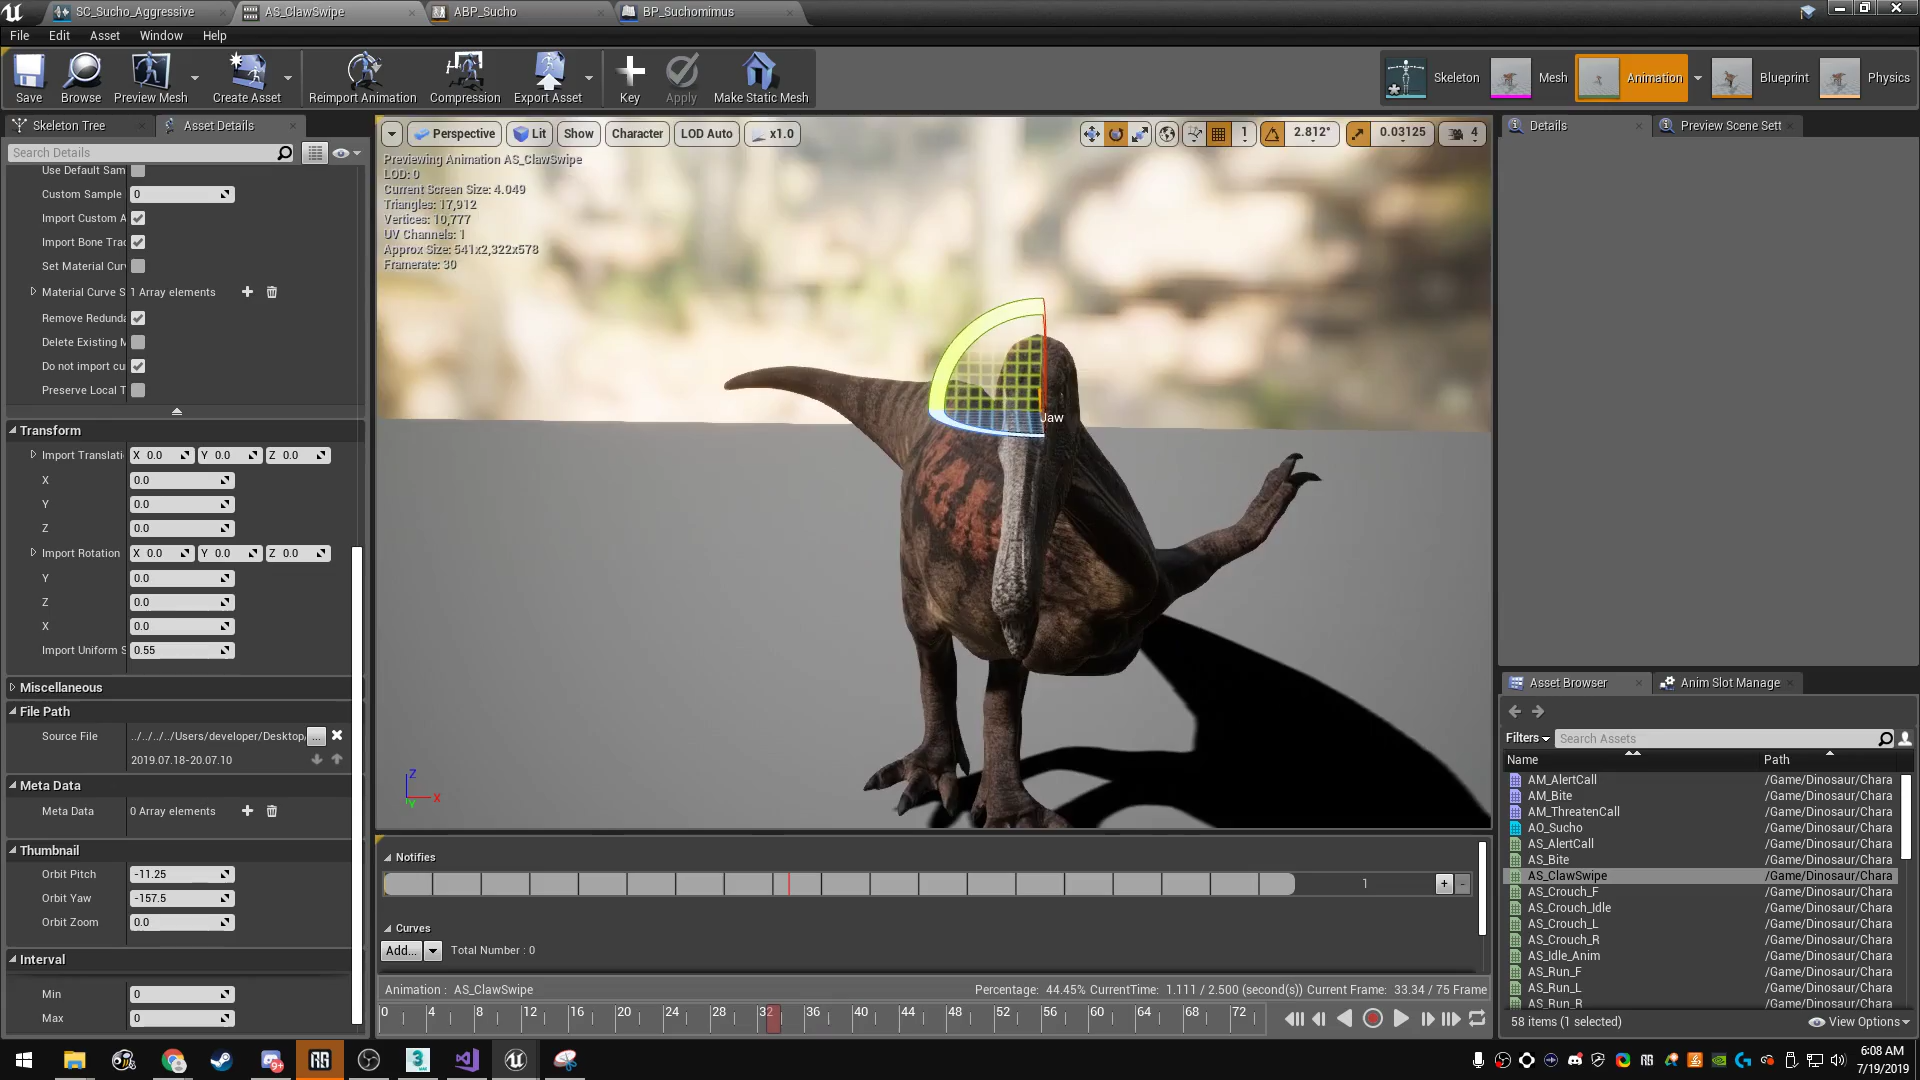 SC_Sucho_Aggressive
AS_ClawSwipe
ABP_Sucho
BP_Suchomimus
File
Edit
Asset
Window
Help
Save
Browse
Preview Mesh
Create Asset
Reimport Animation
Compression
Export Asset
Key
Apply
Make Static Mesh
Skeleton
Mesh
Animation
Blueprint
Physics
Skeleton Tree
Asset Details
Search Details
Use Default Sam
Custom Sample
0
Import Custom A
Import Bone Trac
Set Material Cur
Material Curve S
1 Array elements
Remove Redunda
Delete Existing M
Do not import cu
Preserve Local T
Transform
Import Translati
X 0.0
Y 0.0
Z 0.0
X
0.0
Y
0.0
Z
0.0
Import Rotation
X 0.0
Y 0.0
Z 0.0
Y
0.0
Z
0.0
X
0.0
Import Uniform S
0.55
Miscellaneous
File Path
Source File
../../../../Users/developer/Desktop/
...
2019.07.18-20.07.10
Meta Data
Meta Data
0 Array elements
Thumbnail
Orbit Pitch
-11.25
Orbit Yaw
-157.5
Orbit Zoom
0.0
Interval
Min
0
Max
0
Perspective
Lit
Show
Character
LOD Auto
x1.0
1
2.812°
0.03125
4
Previewing Animation AS_ClawSwipe
LOD: 0
Current Screen Size: 4.049
Triangles: 17,912
Vertices: 10,777
UV Channels: 1
Approx Size: 541x2,322x578
Framerate: 30
Jaw
Z
X
Y
Notifies
1
Curves
Add...
Total Number : 0
Animation : AS_ClawSwipe
Percentage: 44.45% CurrentTime: 1.111 / 2.500 (second(s)) Current Frame: 33.34 / 75 Frame
0 4 8 12 16 20 24 28 32 36 40 44 48 52 56 60 64 68 72
Details
Preview Scene Sett
Asset Browser
Anim Slot Manage
Filters
Search Assets
Name
Path
AM_AlertCall /Game/Dinosaur/Chara
AM_Bite /Game/Dinosaur/Chara
AM_ThreatenCall /Game/Dinosaur/Chara
AO_Sucho /Game/Dinosaur/Chara
AS_AlertCall /Game/Dinosaur/Chara
AS_Bite /Game/Dinosaur/Chara
AS_ClawSwipe /Game/Dinosaur/Chara
AS_Crouch_F /Game/Dinosaur/Chara
AS_Crouch_Idle /Game/Dinosaur/Chara
AS_Crouch_L /Game/Dinosaur/Chara
AS_Crouch_R /Game/Dinosaur/Chara
AS_Idle_Anim /Game/Dinosaur/Chara
AS_Run_F /Game/Dinosaur/Chara
AS_Run_L /Game/Dinosaur/Chara
AS_Run_R /Game/Dinosaur/Chara
58 items (1 selected)
View Options
6:08 AM
7/19/2019